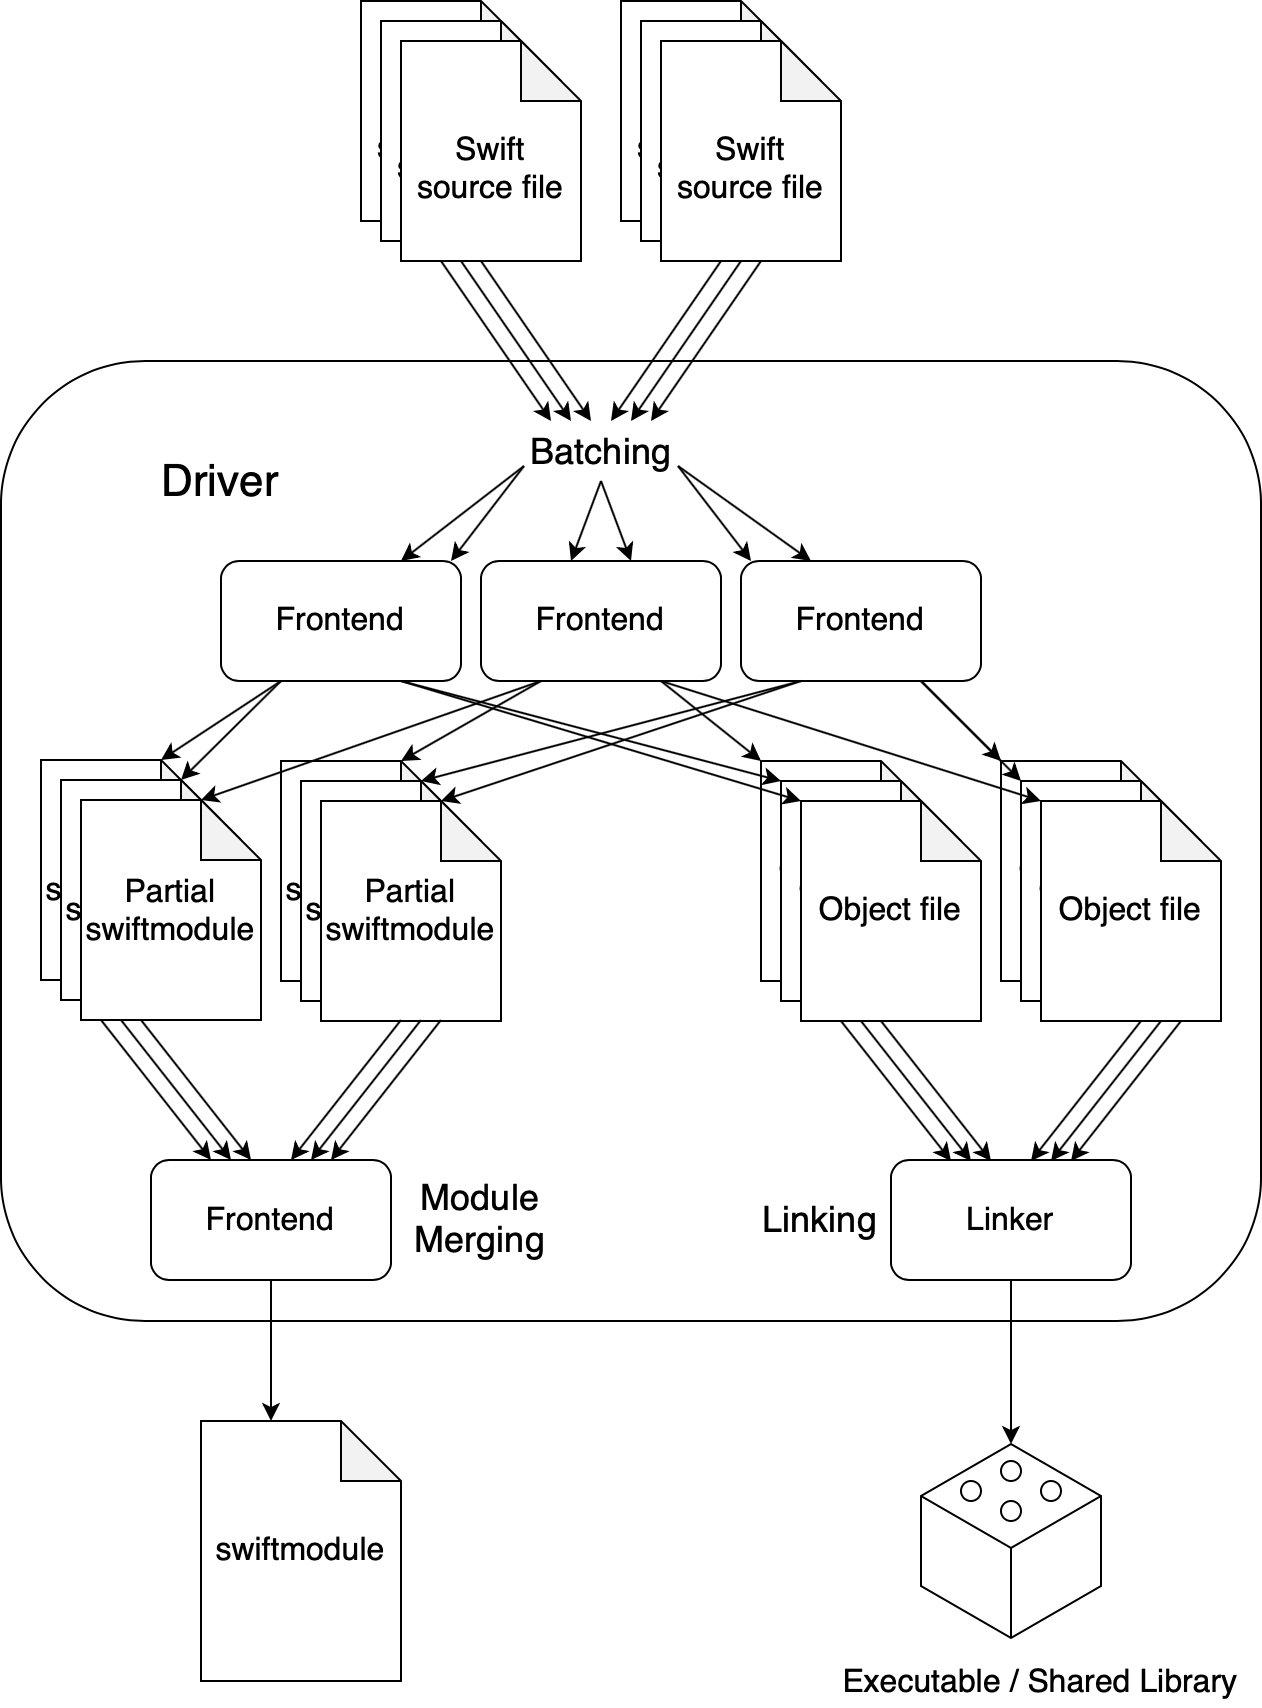 Swift
source file
Swift
source file
Batching
Driver
Frontend
Frontend
Frontend
s
s
Partial
swiftmodule
s
s
Partial
swiftmodule
Object file
Object file
Frontend
Module
Merging
Linking
Linker
swiftmodule
Executable / Shared Library